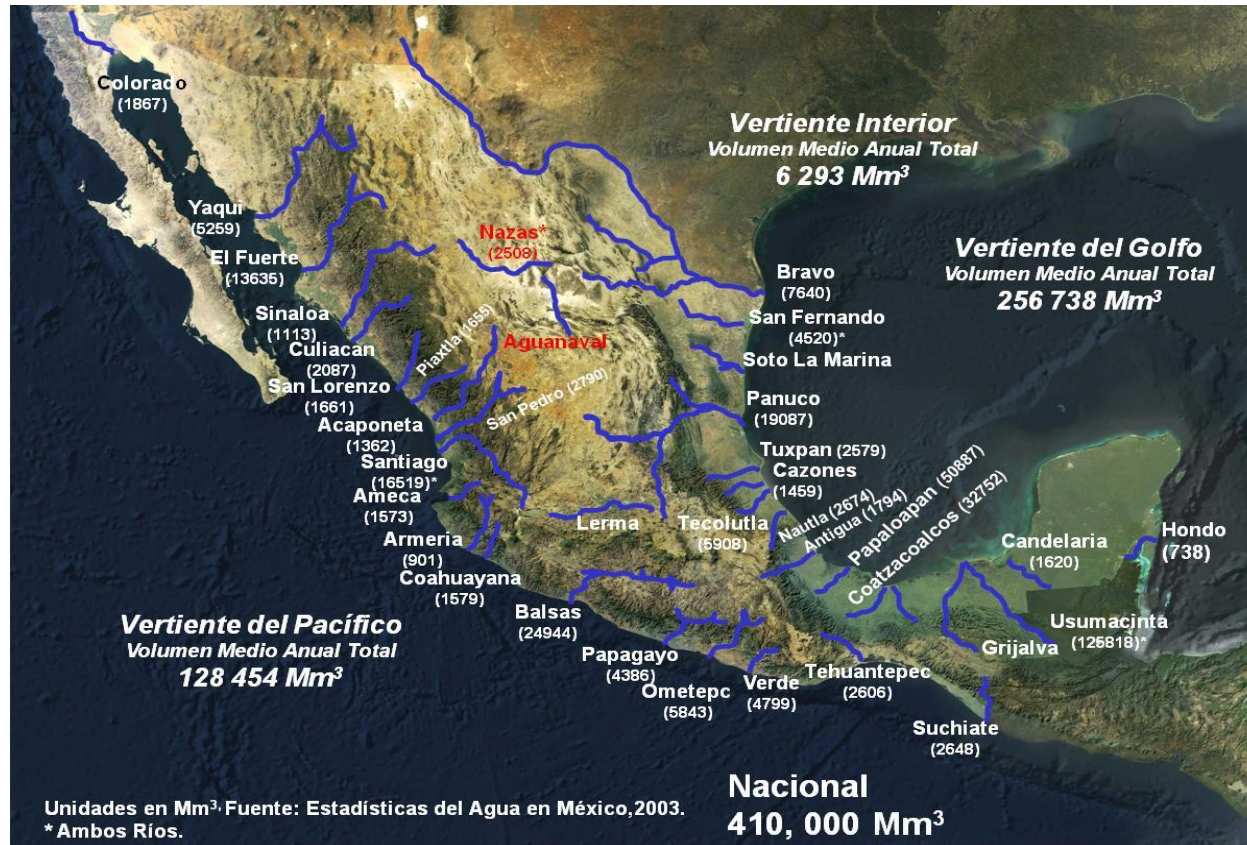 Colorado
(1867)
Vertiente Interior
Volumen Medio Anual Total
6 293 Mm³
Yaqui
(5259)
Nazas*
(2508)
Vertiente del Golfo
Volumen Medio Anual Total
256 738 Mm³
El Fuerte
(13635)
Bravo
(7640)
Sinaloa
(1113)
San Fernando
(4520)*
Culiacan
(2087)
Piaxtla (1655)
Aguanaval
Soto La Marina
San Lorenzo
(1661)
San Pedro (2790)
Panuco
(19087)
Acaponeta
(1362)
Tuxpan (2579)
Santiago
(16519)*
Cazones
(1459)
Ameca
(1573)
Lerma
Tecolutla
(5908)
Nautla (2674)
Antigua (1794)
Papaloapan (50887)
Coatzacoalcos (32752)
Candelaria
(1620)
Hondo
(738)
Armeria
(901)
Coahuayana
(1579)
Balsas
(24944)
Vertiente del Pacífico
Volumen Medio Anual Total
128 454 Mm³
Usumacinta
(125818)*
Grijalva
Papagayo
(4386)
Ometepc
(5843)
Verde
(4799)
Tehuantepec
(2606)
Suchiate
(2648)
Nacional
410, 000 Mm³
Unidades en Mm³. Fuente: Estadísticas del Agua en México,2003.
* Ambos Ríos.